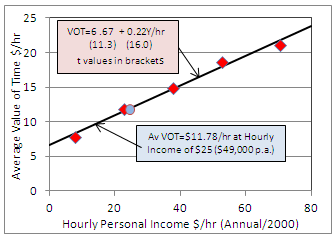 25
20
15
10
5
0
Average Value of Time $/hr
VOT=6 .67 + 0.22Y/hr
(11.3) (16.0)
t values in brackets
Av VOT=$11.78/hr at Hourly
Income of $25 ($49,000 p.a.)
0 20 40 60 80
Hourly Personal Income $/hr (Annual/2000)